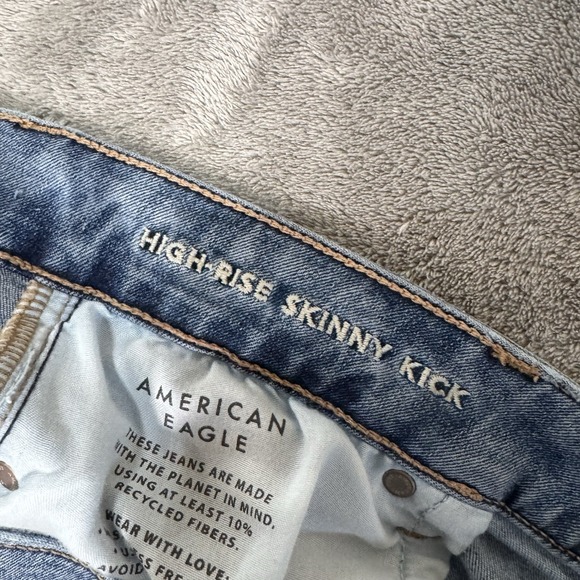 HIGH-RISE SKINNY KICK
AMERICAN
EAGLE
THESE JEANS ARE MADE
WITH THE PLANET IN MIND,
USING AT LEAST 10%
RECYCLED FIBERS.
WEAR WITH LOVE:
AVOID